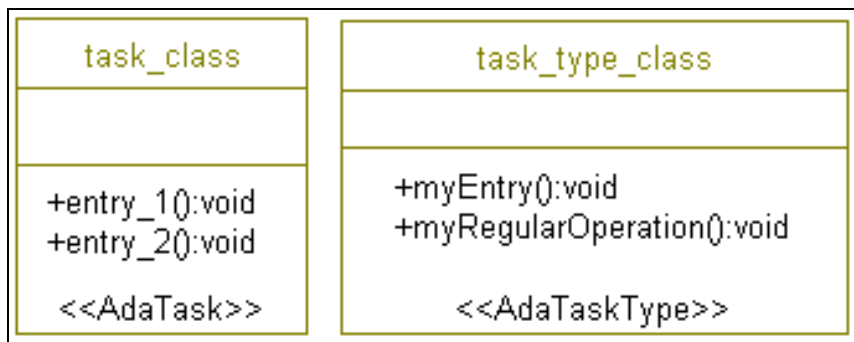 task_class
+entry_1():void
+entry_2():void
<<AdaTask>>
task_type_class
+myEntry():void
+myRegularOperation():void
<<AdaTaskType>>